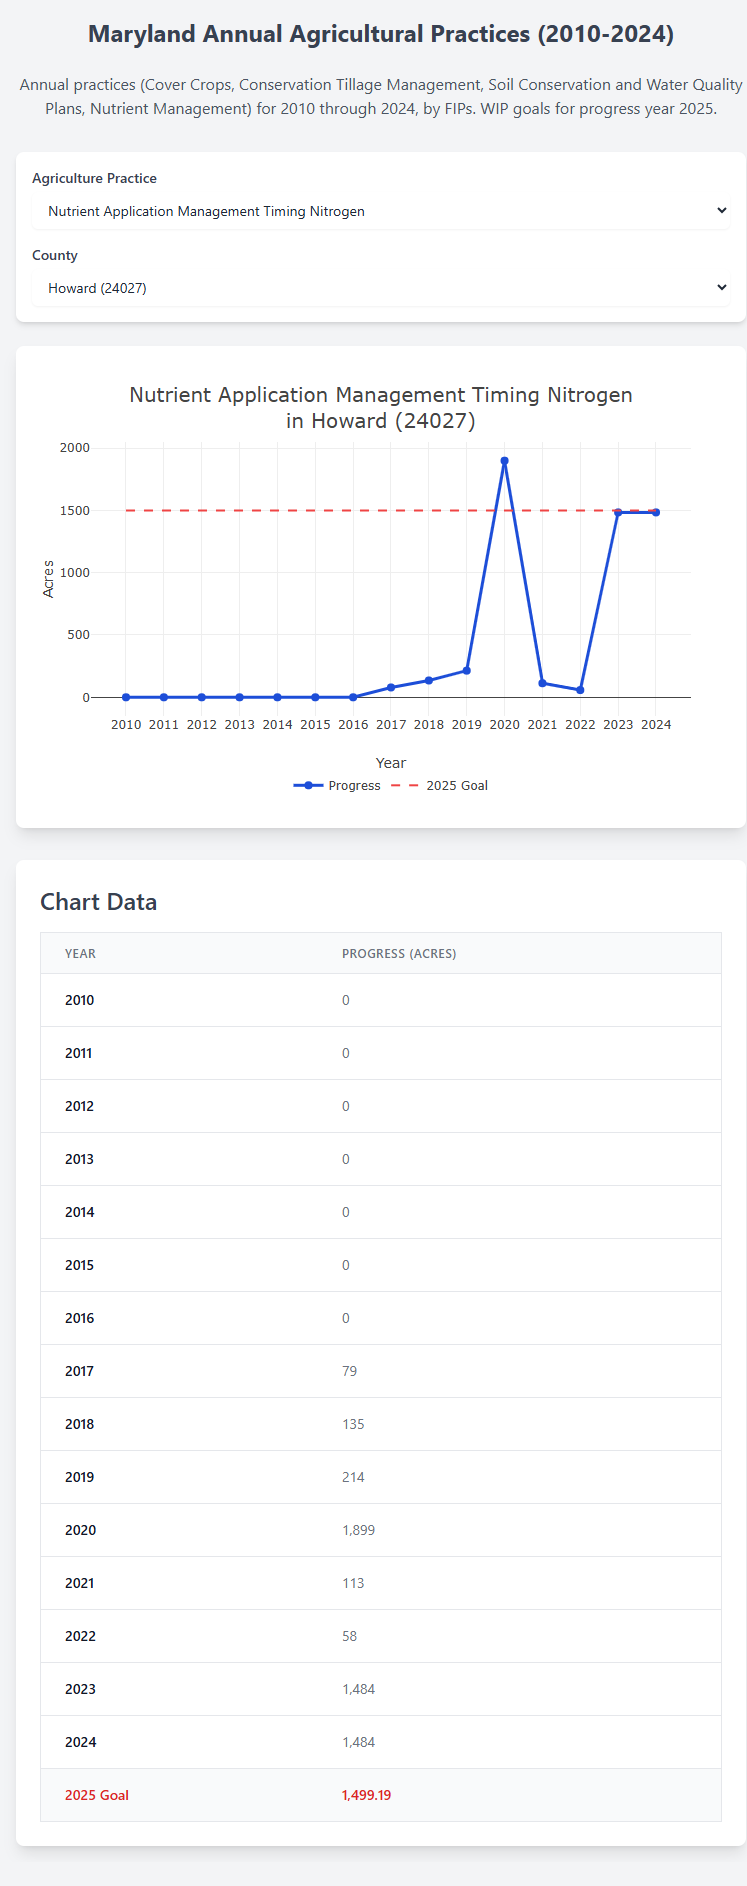 Maryland Annual Agricultural Practices (2010-2024)
Annual practices (Cover Crops, Conservation Tillage Management, Soil Conservation and Water Quality
Plans, Nutrient Management) for 2010 through 2024, by FIPs. WIP goals for progress year 2025.
Agriculture Practice
Nutrient Application Management Timing Nitrogen
County
Howard (24027)
Nutrient Application Management Timing Nitrogen
in Howard (24027)
2000
1500
1000
500
0
Acres
2010 2011 2012 2013 2014 2015 2016 2017 2018 2019 2020 2021 2022 2023 2024
Year
Progress 2025 Goal
Chart Data
YEAR PROGRESS (ACRES)
2010 0
2011 0
2012 0
2013 0
2014 0
2015 0
2016 0
2017 79
2018 135
2019 214
2020 1,899
2021 113
2022 58
2023 1,484
2024 1,484
2025 Goal 1,499.19